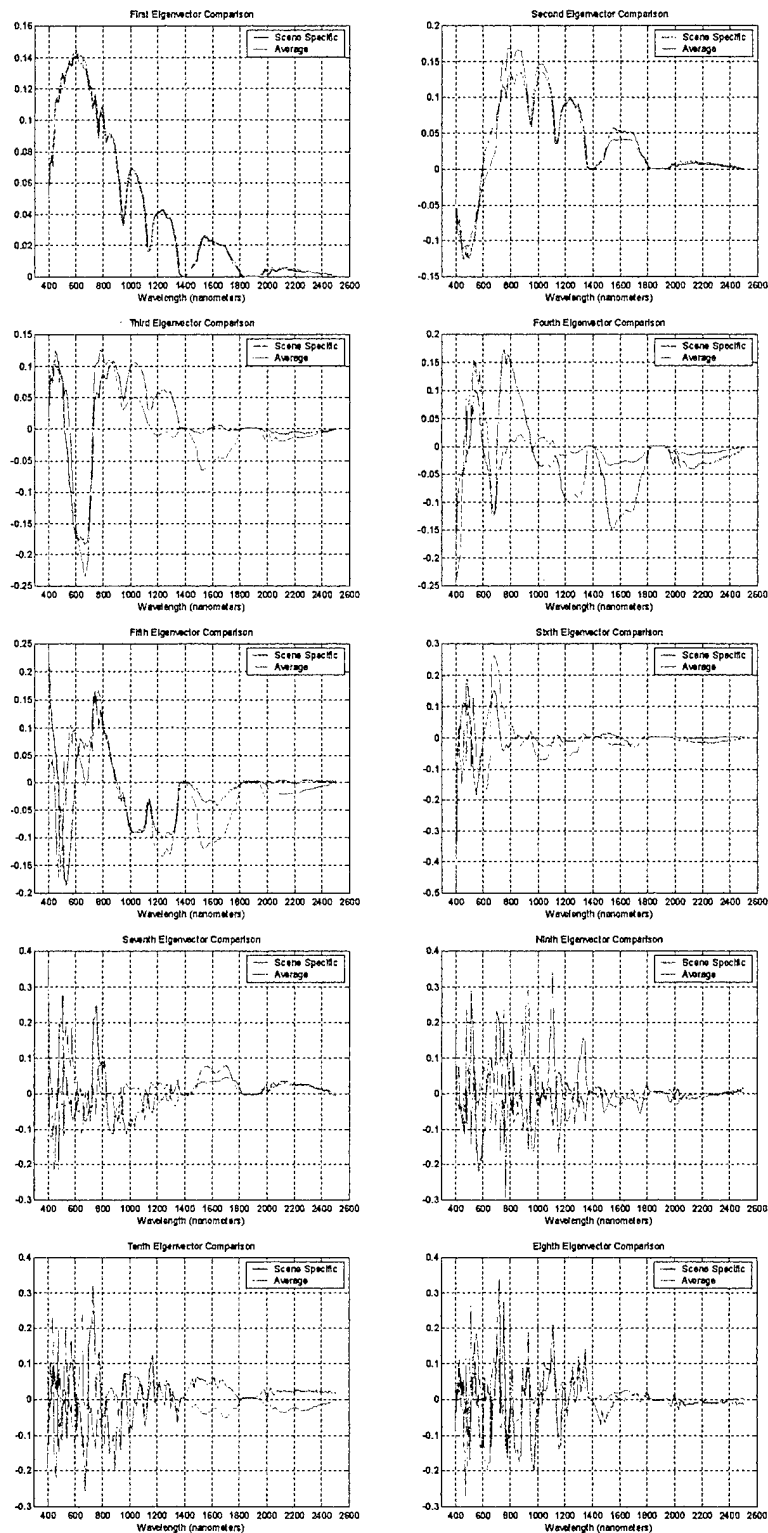 First Eigenvector Comparison
0.16
0.14
0.12
0.1
0.08
0.06
0.04
0.02
0
Scene Specific
Average
400 600 800 1000 1200 1400 1600 1800 2000 2200 2400 2600
Wavelength (nanometers)
Second Eigenvector Comparison
0.2
0.15
0.1
0.05
0
-0.05
-0.1
-0.15
Scene Specific
Average
400 600 800 1000 1200 1400 1600 1800 2000 2200 2400 2600
Wavelength (nanometers)
Third Eigenvector Comparison
0.15
0.1
0.05
0
-0.05
-0.1
-0.15
-0.2
-0.25
Scene Specific
Average
400 600 800 1000 1200 1400 1600 1800 2000 2200 2400 2600
Wavelength (nanometers)
Fourth Eigenvector Comparison
0.2
0.15
0.1
0.05
0
-0.05
-0.1
-0.15
-0.2
-0.25
Scene Specific
Average
400 600 800 1000 1200 1400 1600 1800 2000 2200 2400 2600
Wavelength (nanometers)
Fifth Eigenvector Comparison
0.25
0.2
0.15
0.1
0.05
0
-0.05
-0.1
-0.15
-0.2
Scene Specific
Average
400 600 800 1000 1200 1400 1600 1800 2000 2200 2400 2600
Wavelength (nanometers)
Sixth Eigenvector Comparison
0.3
0.2
0.1
0
-0.1
-0.2
-0.3
-0.4
-0.5
Scene Specific
Average
400 600 800 1000 1200 1400 1600 1800 2000 2200 2400 2600
Wavelength (nanometers)
Seventh Eigenvector Comparison
0.4
0.3
0.2
0.1
0
-0.1
-0.2
-0.3
Scene Specific
Average
400 600 800 1000 1200 1400 1600 1800 2000 2200 2400 2600
Wavelength (nanometers)
Ninth Eigenvector Comparison
0.4
0.3
0.2
0.1
0
-0.1
-0.2
-0.3
Scene Specific
Average
400 600 800 1000 1200 1400 1600 1800 2000 2200 2400 2600
Wavelength (nanometers)
Tenth Eigenvector Comparison
0.4
0.3
0.2
0.1
0
-0.1
-0.2
-0.3
Scene Specific
Average
400 600 800 1000 1200 1400 1600 1800 2000 2200 2400 2600
Wavelength (nanometers)
Eighth Eigenvector Comparison
0.4
0.3
0.2
0.1
0
-0.1
-0.2
-0.3
Scene Specific
Average
400 600 800 1000 1200 1400 1600 1800 2000 2200 2400 2600
Wavelength (nanometers)